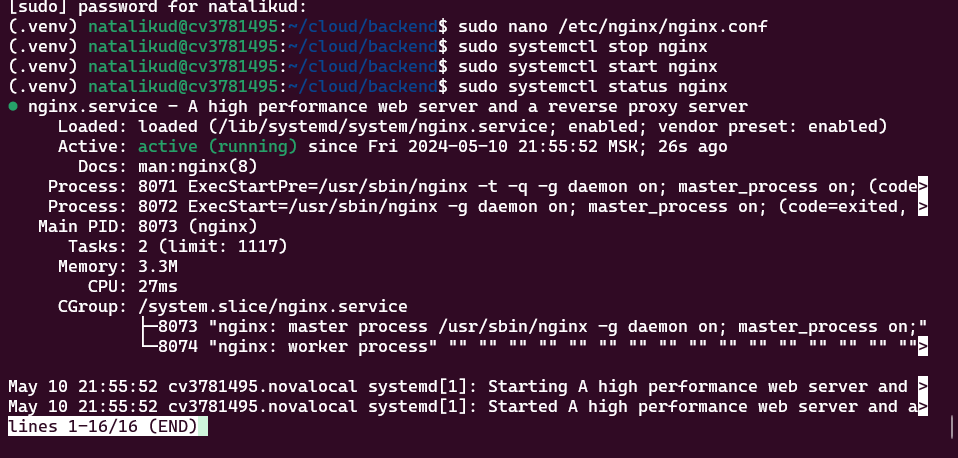 [sudo] password for natalikud:
(.venv) natalikud@cv3781495:~/cloud/backend$ sudo nano /etc/nginx/nginx.conf
(.venv) natalikud@cv3781495:~/cloud/backend$ sudo systemctl stop nginx
(.venv) natalikud@cv3781495:~/cloud/backend$ sudo systemctl start nginx
(.venv) natalikud@cv3781495:~/cloud/backend$ sudo systemctl status nginx
● nginx.service - A high performance web server and a reverse proxy server
     Loaded: loaded (/lib/systemd/system/nginx.service; enabled; vendor preset: enabled)
     Active: active (running) since Fri 2024-05-10 21:55:52 MSK; 26s ago
       Docs: man:nginx(8)
    Process: 8071 ExecStartPre=/usr/sbin/nginx -t -q -g daemon on; master_process on; (code>
    Process: 8072 ExecStart=/usr/sbin/nginx -g daemon on; master_process on; (code=exited, >
   Main PID: 8073 (nginx)
      Tasks: 2 (limit: 1117)
     Memory: 3.3M
        CPU: 27ms
     CGroup: /system.slice/nginx.service
             ├─8073 "nginx: master process /usr/sbin/nginx -g daemon on; master_process on;"
             └─8074 "nginx: worker process" "" "" "" "" "" "" "" "" "" "" "" "" "" "" "" "">
May 10 21:55:52 cv3781495.novalocal systemd[1]: Starting A high performance web server and >
May 10 21:55:52 cv3781495.novalocal systemd[1]: Started A high performance web server and a>
lines 1-16/16 (END)